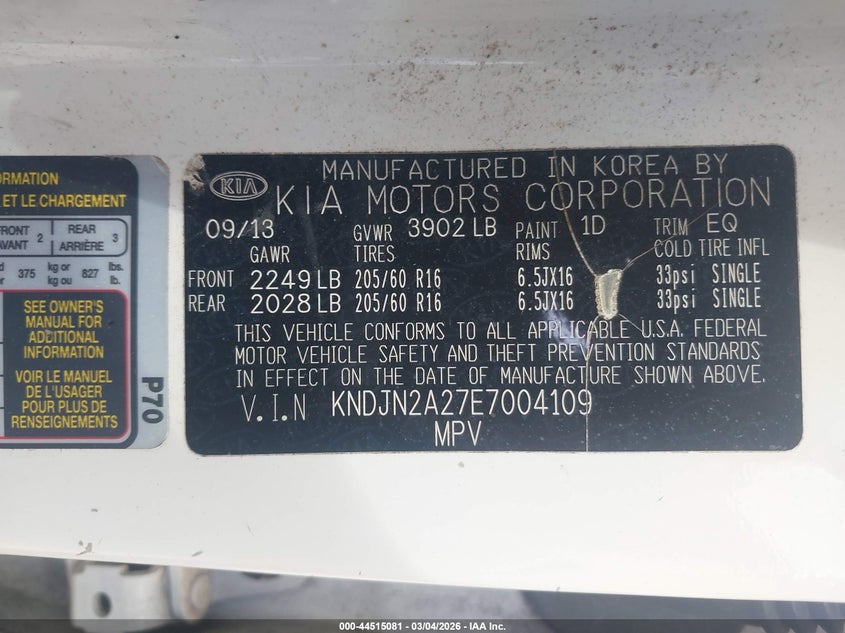 ORMATION
E ET LE CHARGEMENT
FRONT
AVANT 2
REAR
ARRIÈRE 3
375 kg or
kg ou 827 lbs.
lb.
SEE OWNER'S
MANUAL FOR
ADDITIONAL
INFORMATION
VOIR LE MANUEL
DE L'USAGER
POUR PLUS DE
RENSEIGNEMENTS
P70
MANUFACTURED IN KOREA BY
KIA KIA MOTORS CORPORATION
09/13 GVWR 3902 LB PAINT 1D TRIM EQ
GAWR TIRES RIMS COLD TIRE INFL
FRONT 2249 LB 205/60 R16 6.5JX16 33psi SINGLE
REAR 2028 LB 205/60 R16 6.5JX16 33psi SINGLE
THIS VEHICLE CONFORMS TO ALL APPLICABLE U.S.A. FEDERAL
MOTOR VEHICLE SAFETY AND THEFT PREVENTION STANDARDS
IN EFFECT ON THE DATE OF MANUFACTURE SHOWN ABOVE.
V.I.N KNDJN2A27E7004109
MPV
000-44515081 - 03/04/2026 - IAA Inc.